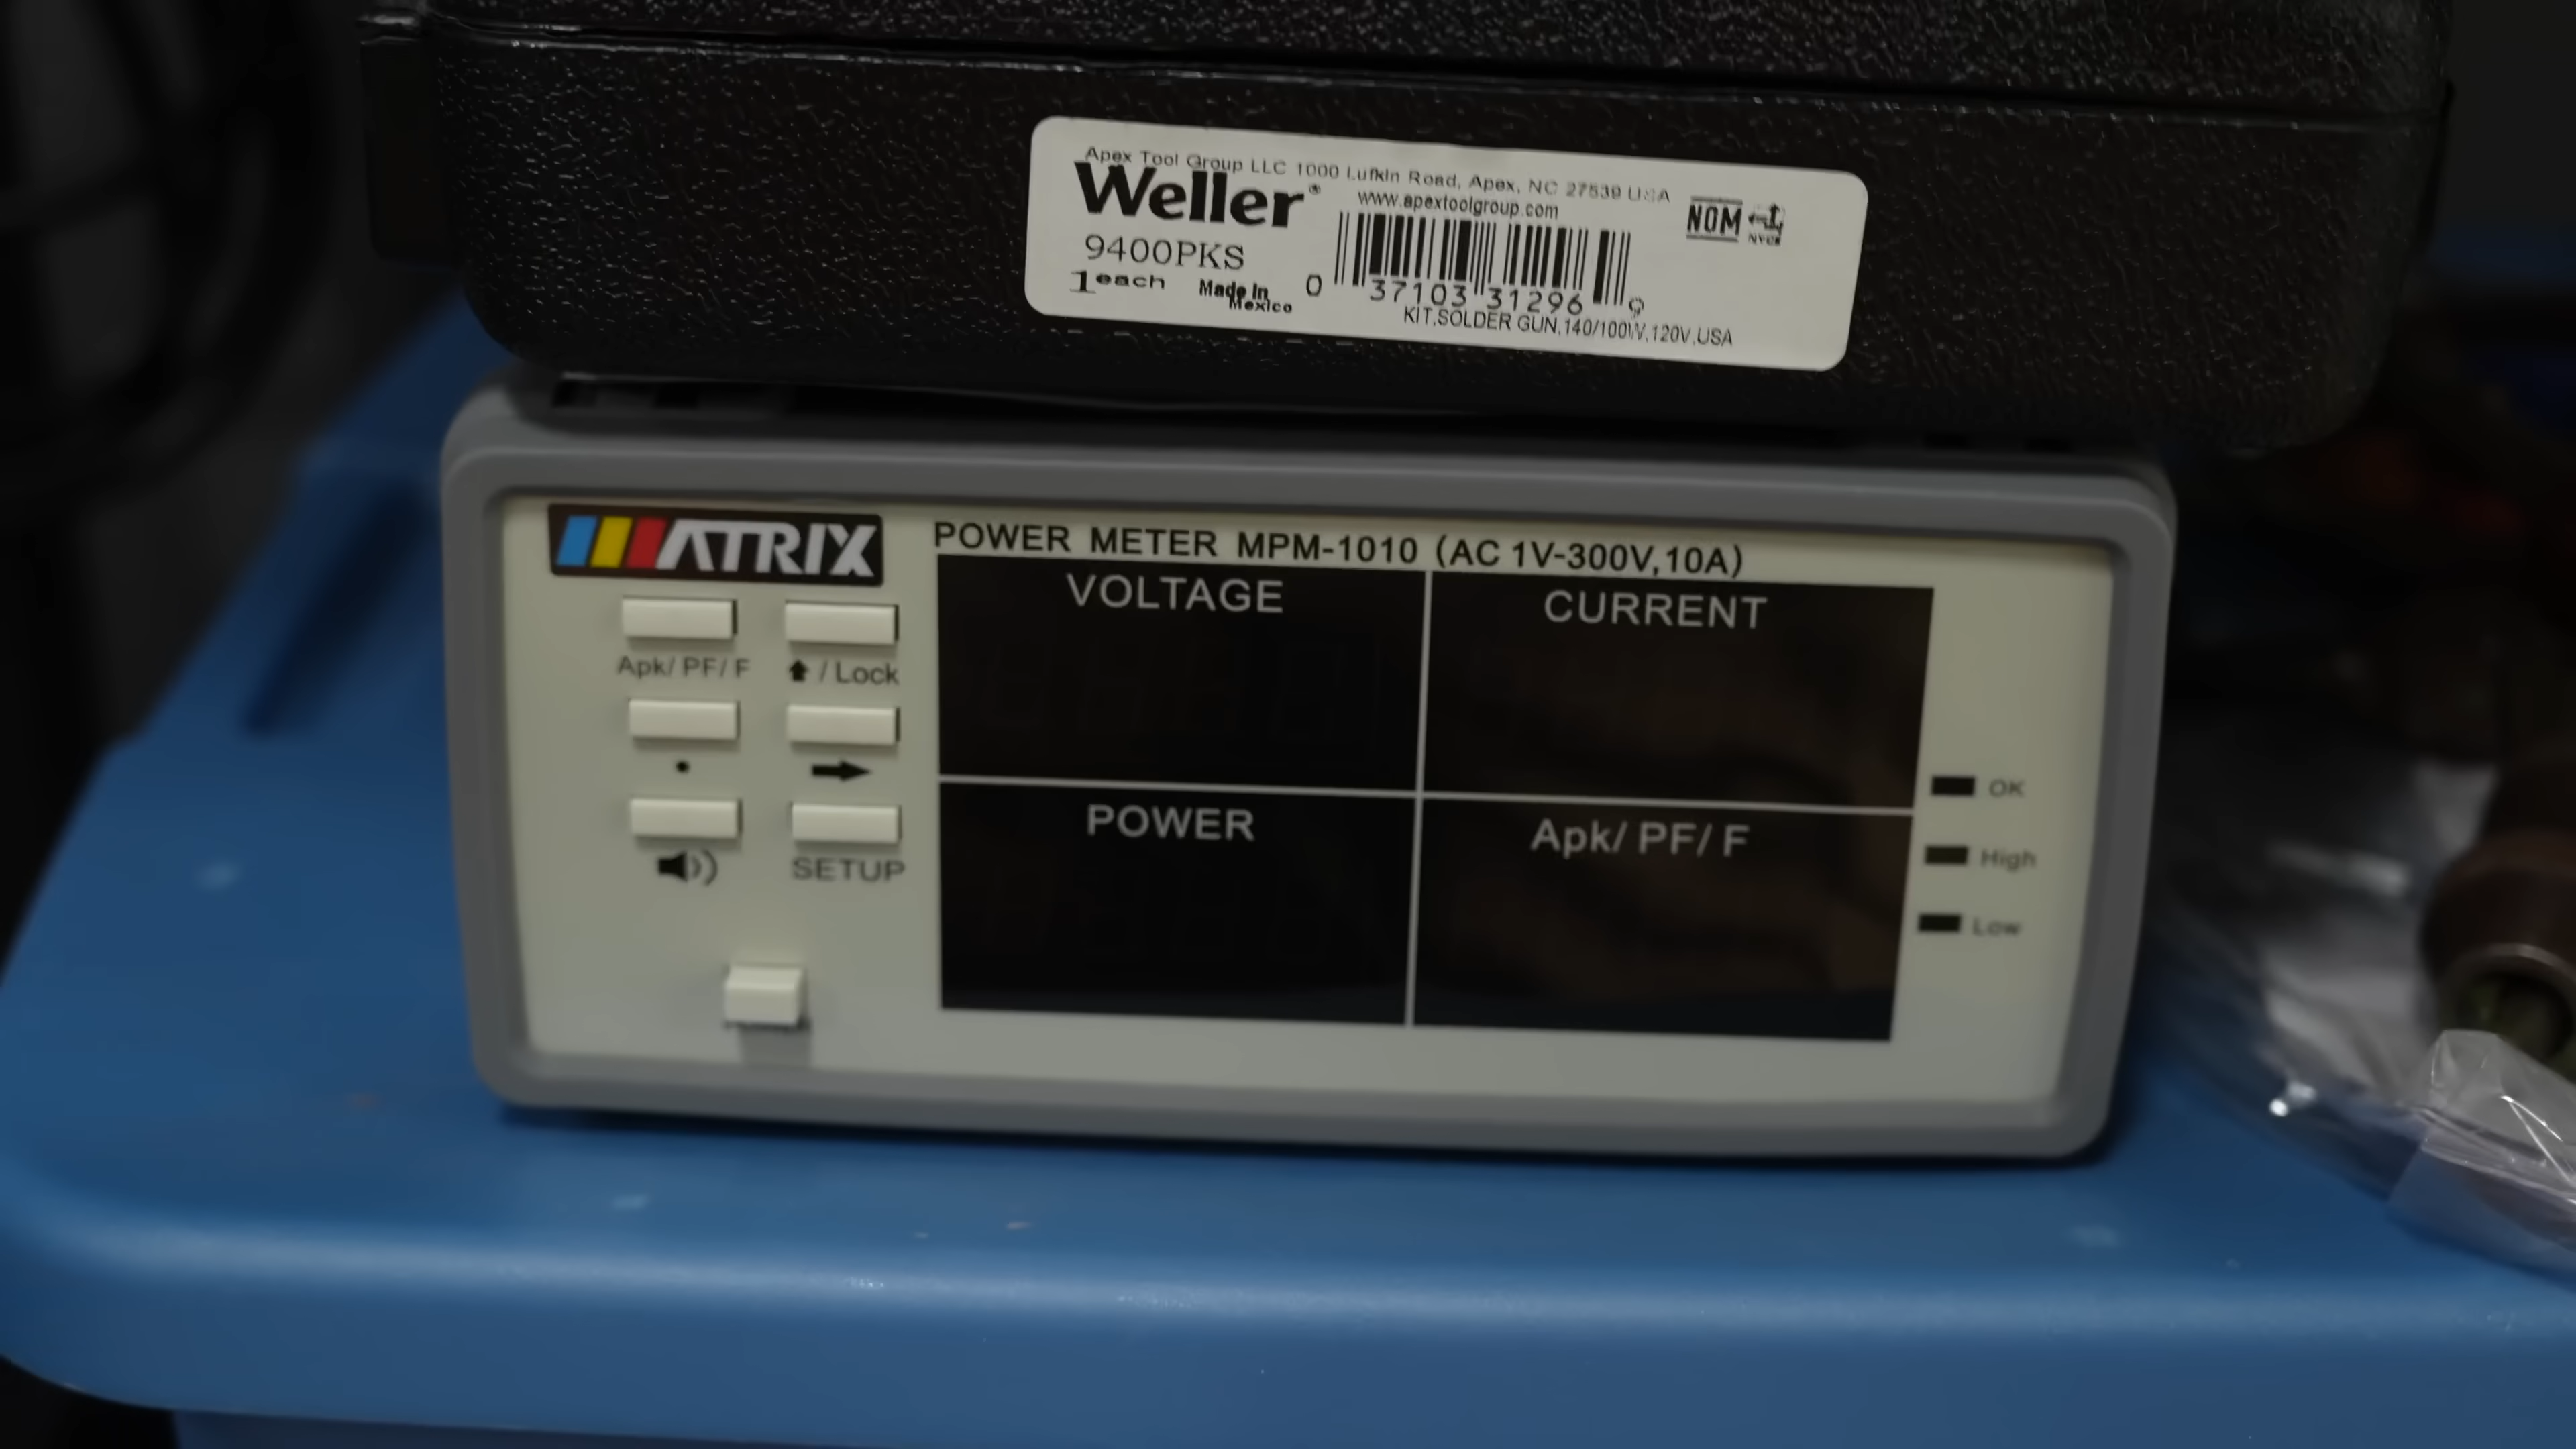 Apex Tool Group LLC 1000 Lufkin Road, Apex, NC 27539 USA
Weller®
www.apextoolgroup.com
NOM
NYCE
9400PKS
1each
Made In Mexico
0 37103 31296 9
KIT,SOLDER GUN,140/100W,120V,USA
MATRIX
POWER METER MPM-1010 (AC 1V-300V,10A)
VOLTAGE
CURRENT
Apk/ PF/ F
/ Lock
POWER
Apk/ PF/ F
SETUP
OK
High
Low